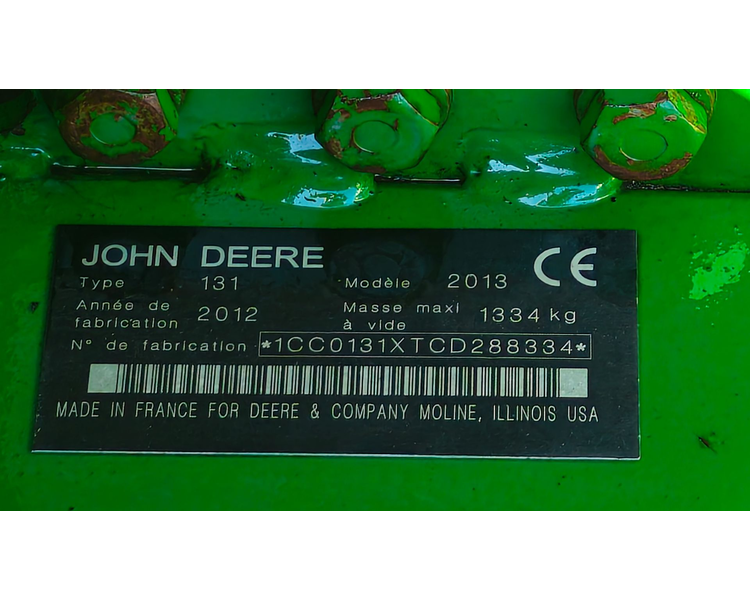 JOHN DEERE CE
Type 131 Modèle 2013
Année de fabrication 2012 Masse maxi à vide 1334 kg
N° de fabrication *1CC0131XTCD288334*
MADE IN FRANCE FOR DEERE & COMPANY MOLINE, ILLINOIS USA